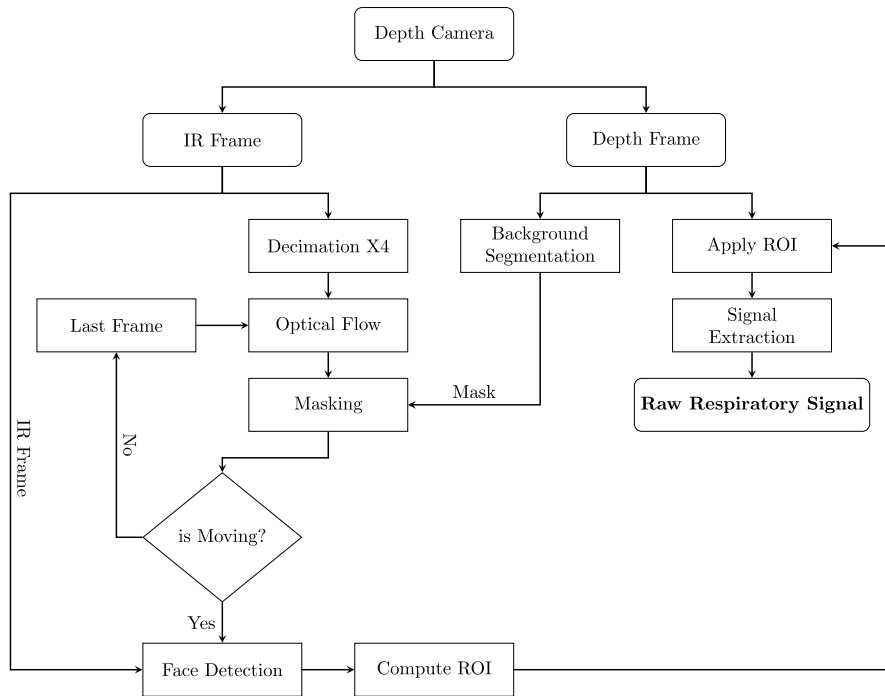 Depth Camera
IR Frame
Depth Frame
Decimation X4
Background
Segmentation
Apply ROI
Last Frame
Optical Flow
Signal
Extraction
Masking
Mask
Raw Respiratory Signal
IR Frame
No
is Moving?
Yes
Face Detection
Compute ROI